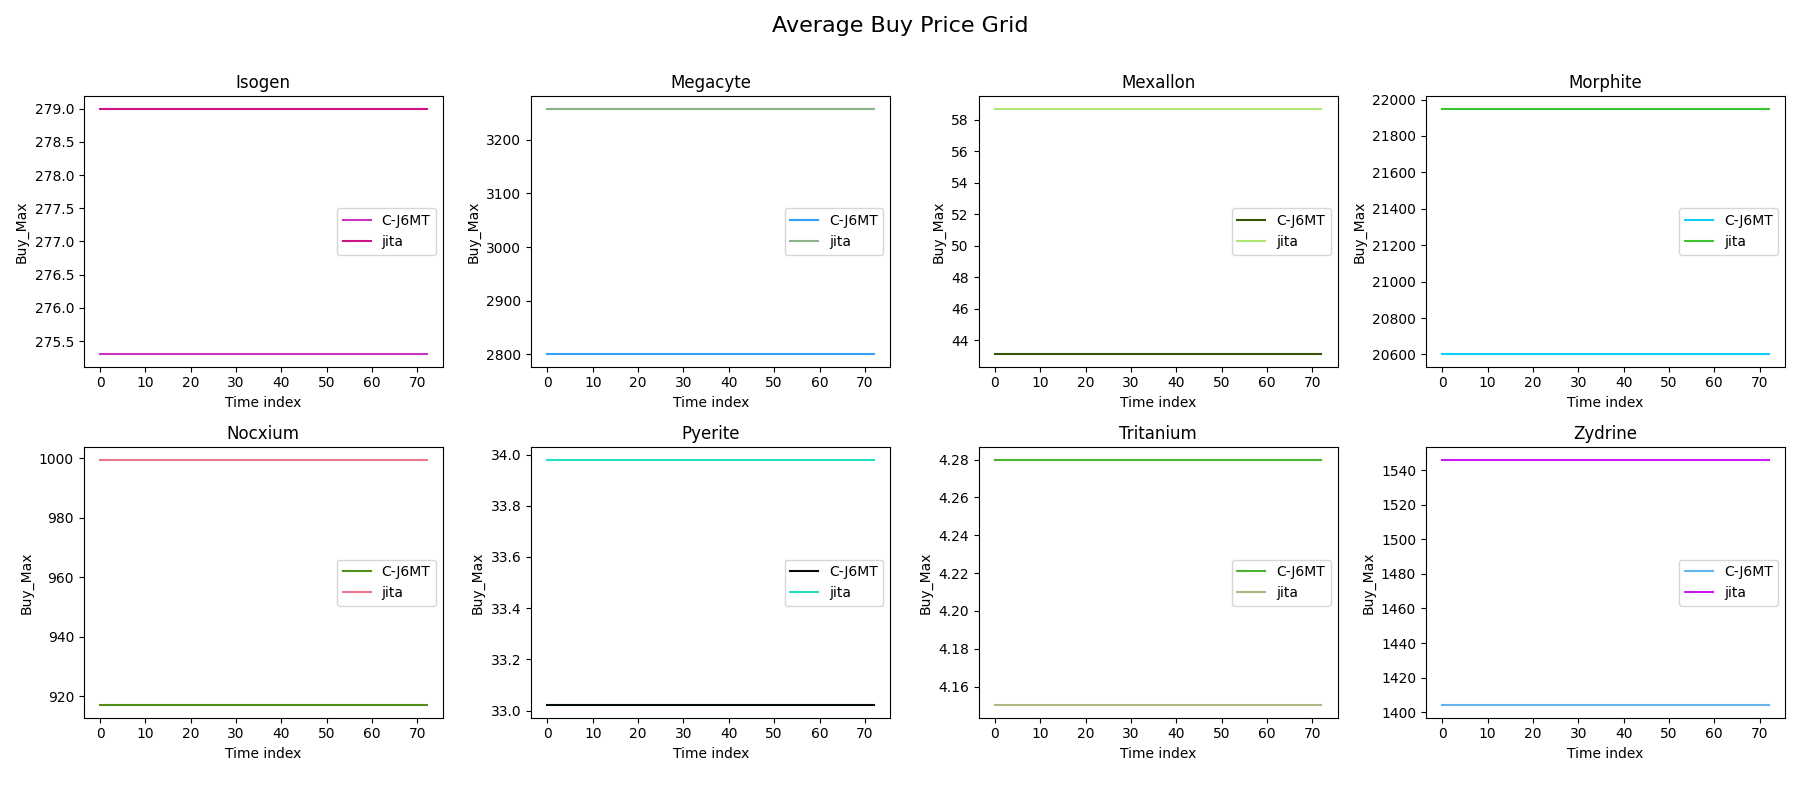 Average Buy Price Grid
Isogen
279.0
278.5
278.0
277.5
277.0
276.5
276.0
275.5
Buy_Max
C-J6MT
jita
0 10 20 30 40 50 60 70
Time index
Megacyte
3200
3100
3000
2900
2800
Buy_Max
C-J6MT
jita
0 10 20 30 40 50 60 70
Time index
Mexallon
58
56
54
52
50
48
46
44
Buy_Max
C-J6MT
jita
0 10 20 30 40 50 60 70
Time index
Morphite
22000
21800
21600
21400
21200
21000
20800
20600
Buy_Max
C-J6MT
jita
0 10 20 30 40 50 60 70
Time index
Nocxium
1000
980
960
940
920
Buy_Max
C-J6MT
jita
0 10 20 30 40 50 60 70
Time index
Pyerite
34.0
33.8
33.6
33.4
33.2
33.0
Buy_Max
C-J6MT
jita
0 10 20 30 40 50 60 70
Time index
Tritanium
4.28
4.26
4.24
4.22
4.20
4.18
4.16
Buy_Max
C-J6MT
jita
0 10 20 30 40 50 60 70
Time index
Zydrine
1540
1520
1500
1480
1460
1440
1420
1400
Buy_Max
C-J6MT
jita
0 10 20 30 40 50 60 70
Time index